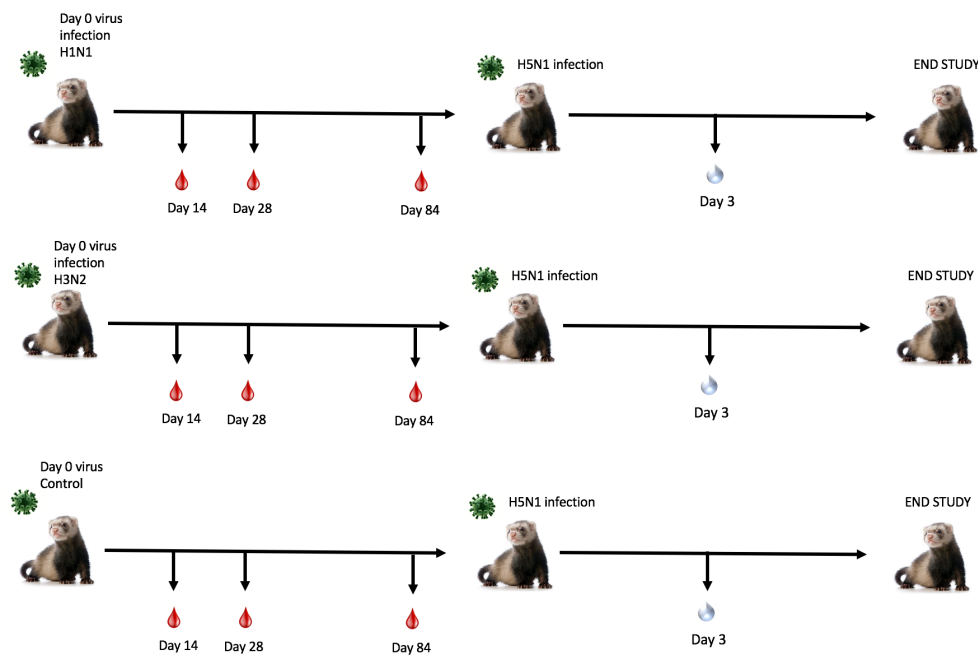 Day 0 virus
infection
H1N1
H5N1 infection
END STUDY
Day 14
Day 28
Day 84
Day 3
Day 0 virus
infection
H3N2
H5N1 infection
END STUDY
Day 14
Day 28
Day 84
Day 3
Day 0 virus
Control
H5N1 infection
END STUDY
Day 14
Day 28
Day 84
Day 3